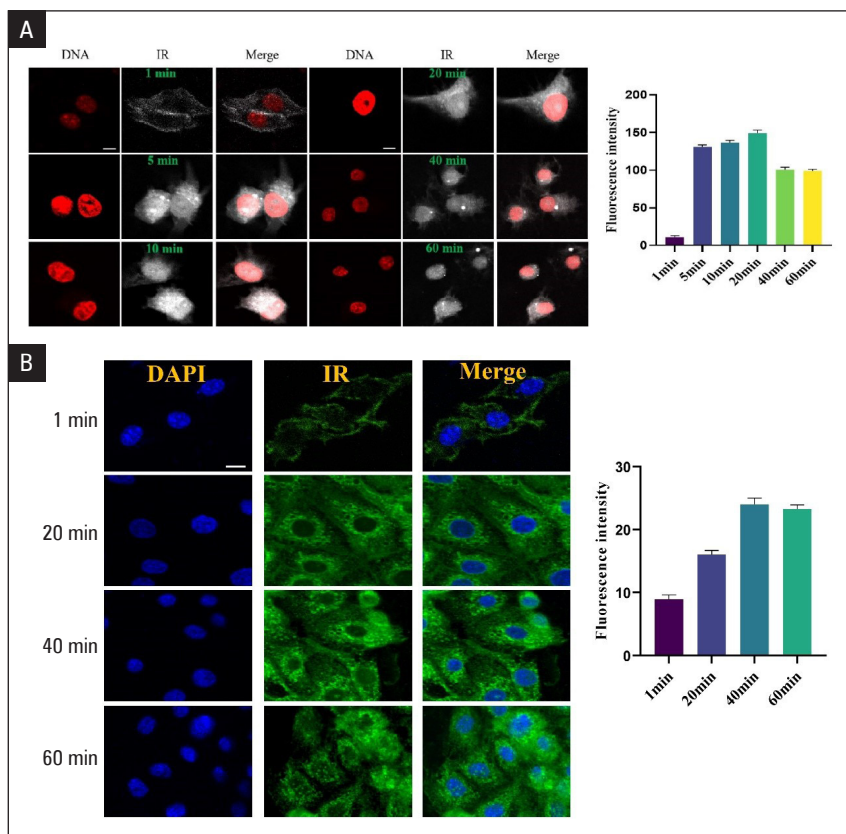 A
DNA IR Merge DNA IR Merge
1 min 20 min
5 min 40 min
10 min 60 min
Fluorescence intensity
200
150
100
50
0
1min 5min 10min 20min 40min 60min
B
DAPI IR Merge
1 min
20 min
40 min
60 min
Fluorescence intensity
30
20
10
0
1min 20min 40min 60min